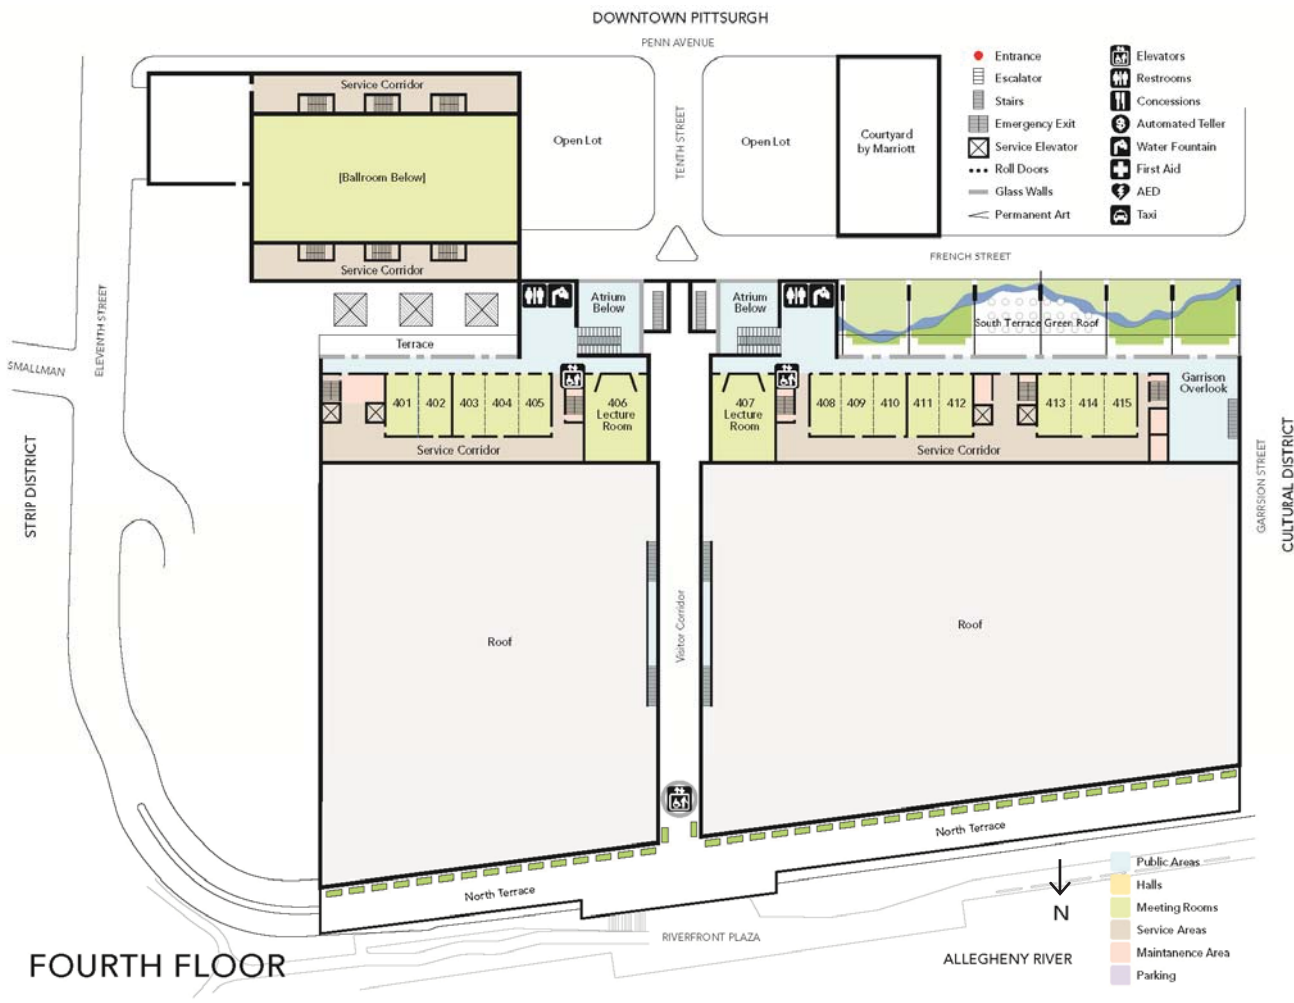 DOWNTOWN PITTSURGH
PENN AVENUE
Service Corridor
[Ballroom Below]
Service Corridor
Open Lot
TENTH STREET
Open Lot
Courtyard
by Marriott
Entrance
Escalator
Stairs
Emergency Exit
Service Elevator
Roll Doors
Glass Walls
Permanent Art
Elevators
Restrooms
Concessions
Automated Teller
Water Fountain
First Aid
AED
Taxi
FRENCH STREET
ELEVENTH STREET
SMALLMAN
STRIP DISTRICT
Terrace
Atrium
Below
Atrium
Below
South Terrace Green Roof
Garrison
Overlook
401 402 403 404 405
406
Lecture
Room
407
Lecture
Room
408 409 410 411 412
413 414 415
Service Corridor
Service Corridor
GARRSION STREET
CULTURAL DISTRICT
Roof
Visitor Corridor
Roof
North Terrace
North Terrace
RIVERFRONT PLAZA
N
ALLEGHENY RIVER
Public Areas
Halls
Meeting Rooms
Service Areas
Maintanence Area
Parking
FOURTH FLOOR